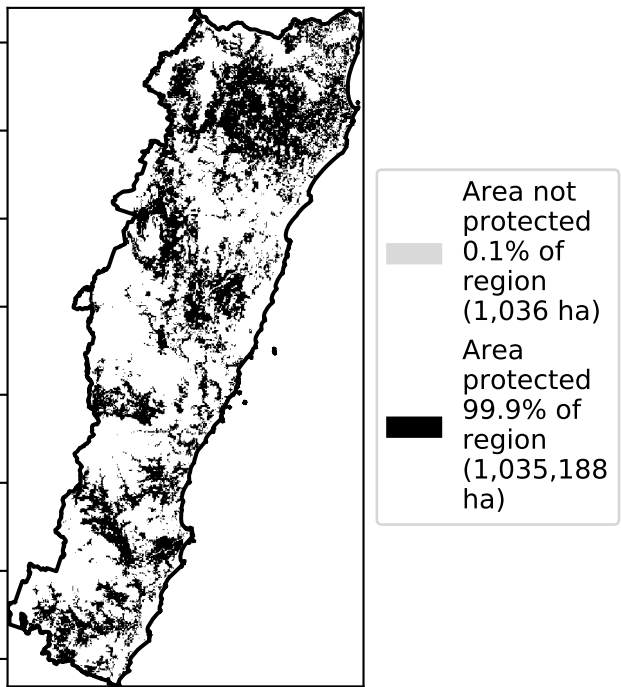 Area not
protected
0.1% of
region
(1,036 ha)
Area
protected
99.9% of
region
(1,035,188
ha)